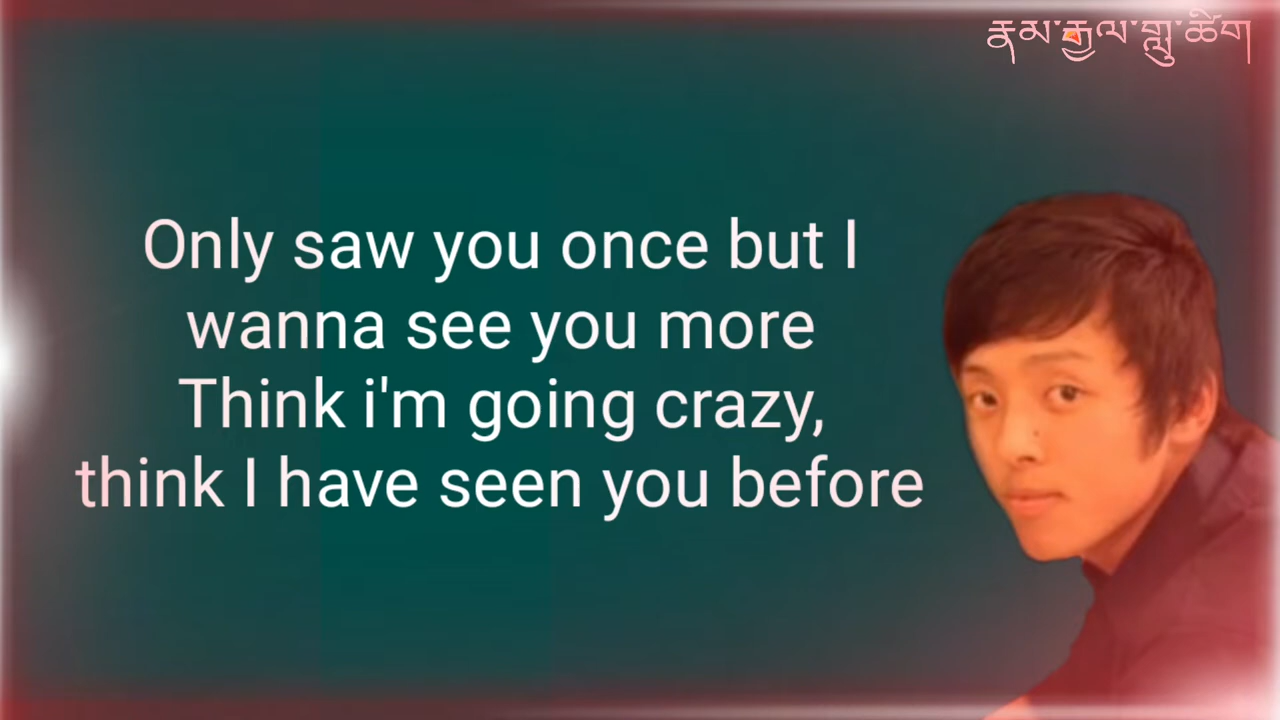 རྣམ་རྒྱལ་གླུ་ཚིག
Only saw you once but I
wanna see you more
Think i'm going crazy,
think I have seen you before